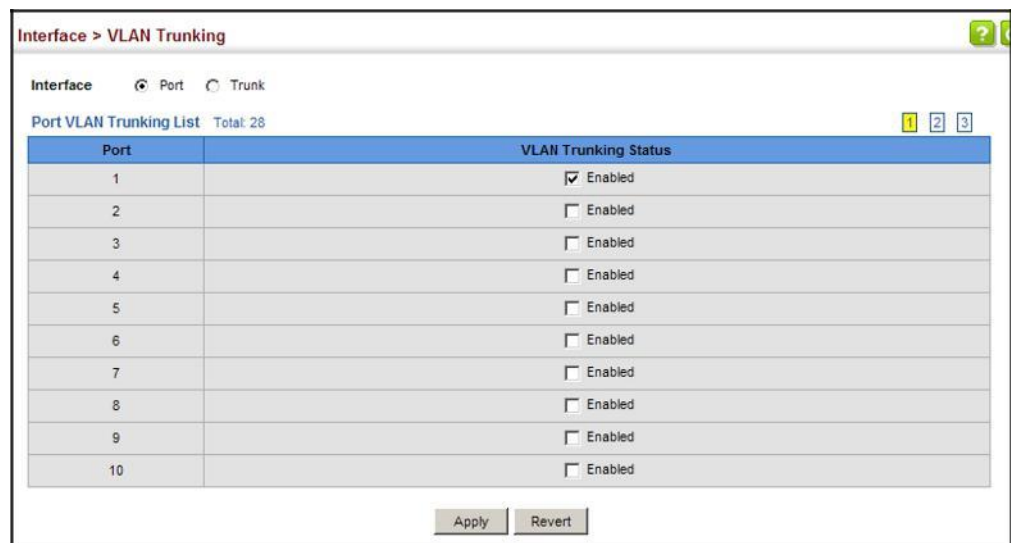 Interface > VLAN Trunking
?
Interface Port Trunk
Port VLAN Trunking List Total: 28 1 2 3
Port VLAN Trunking Status
1 Enabled
2 Enabled
3 Enabled
4 Enabled
5 Enabled
6 Enabled
7 Enabled
8 Enabled
9 Enabled
10 Enabled
Apply Revert